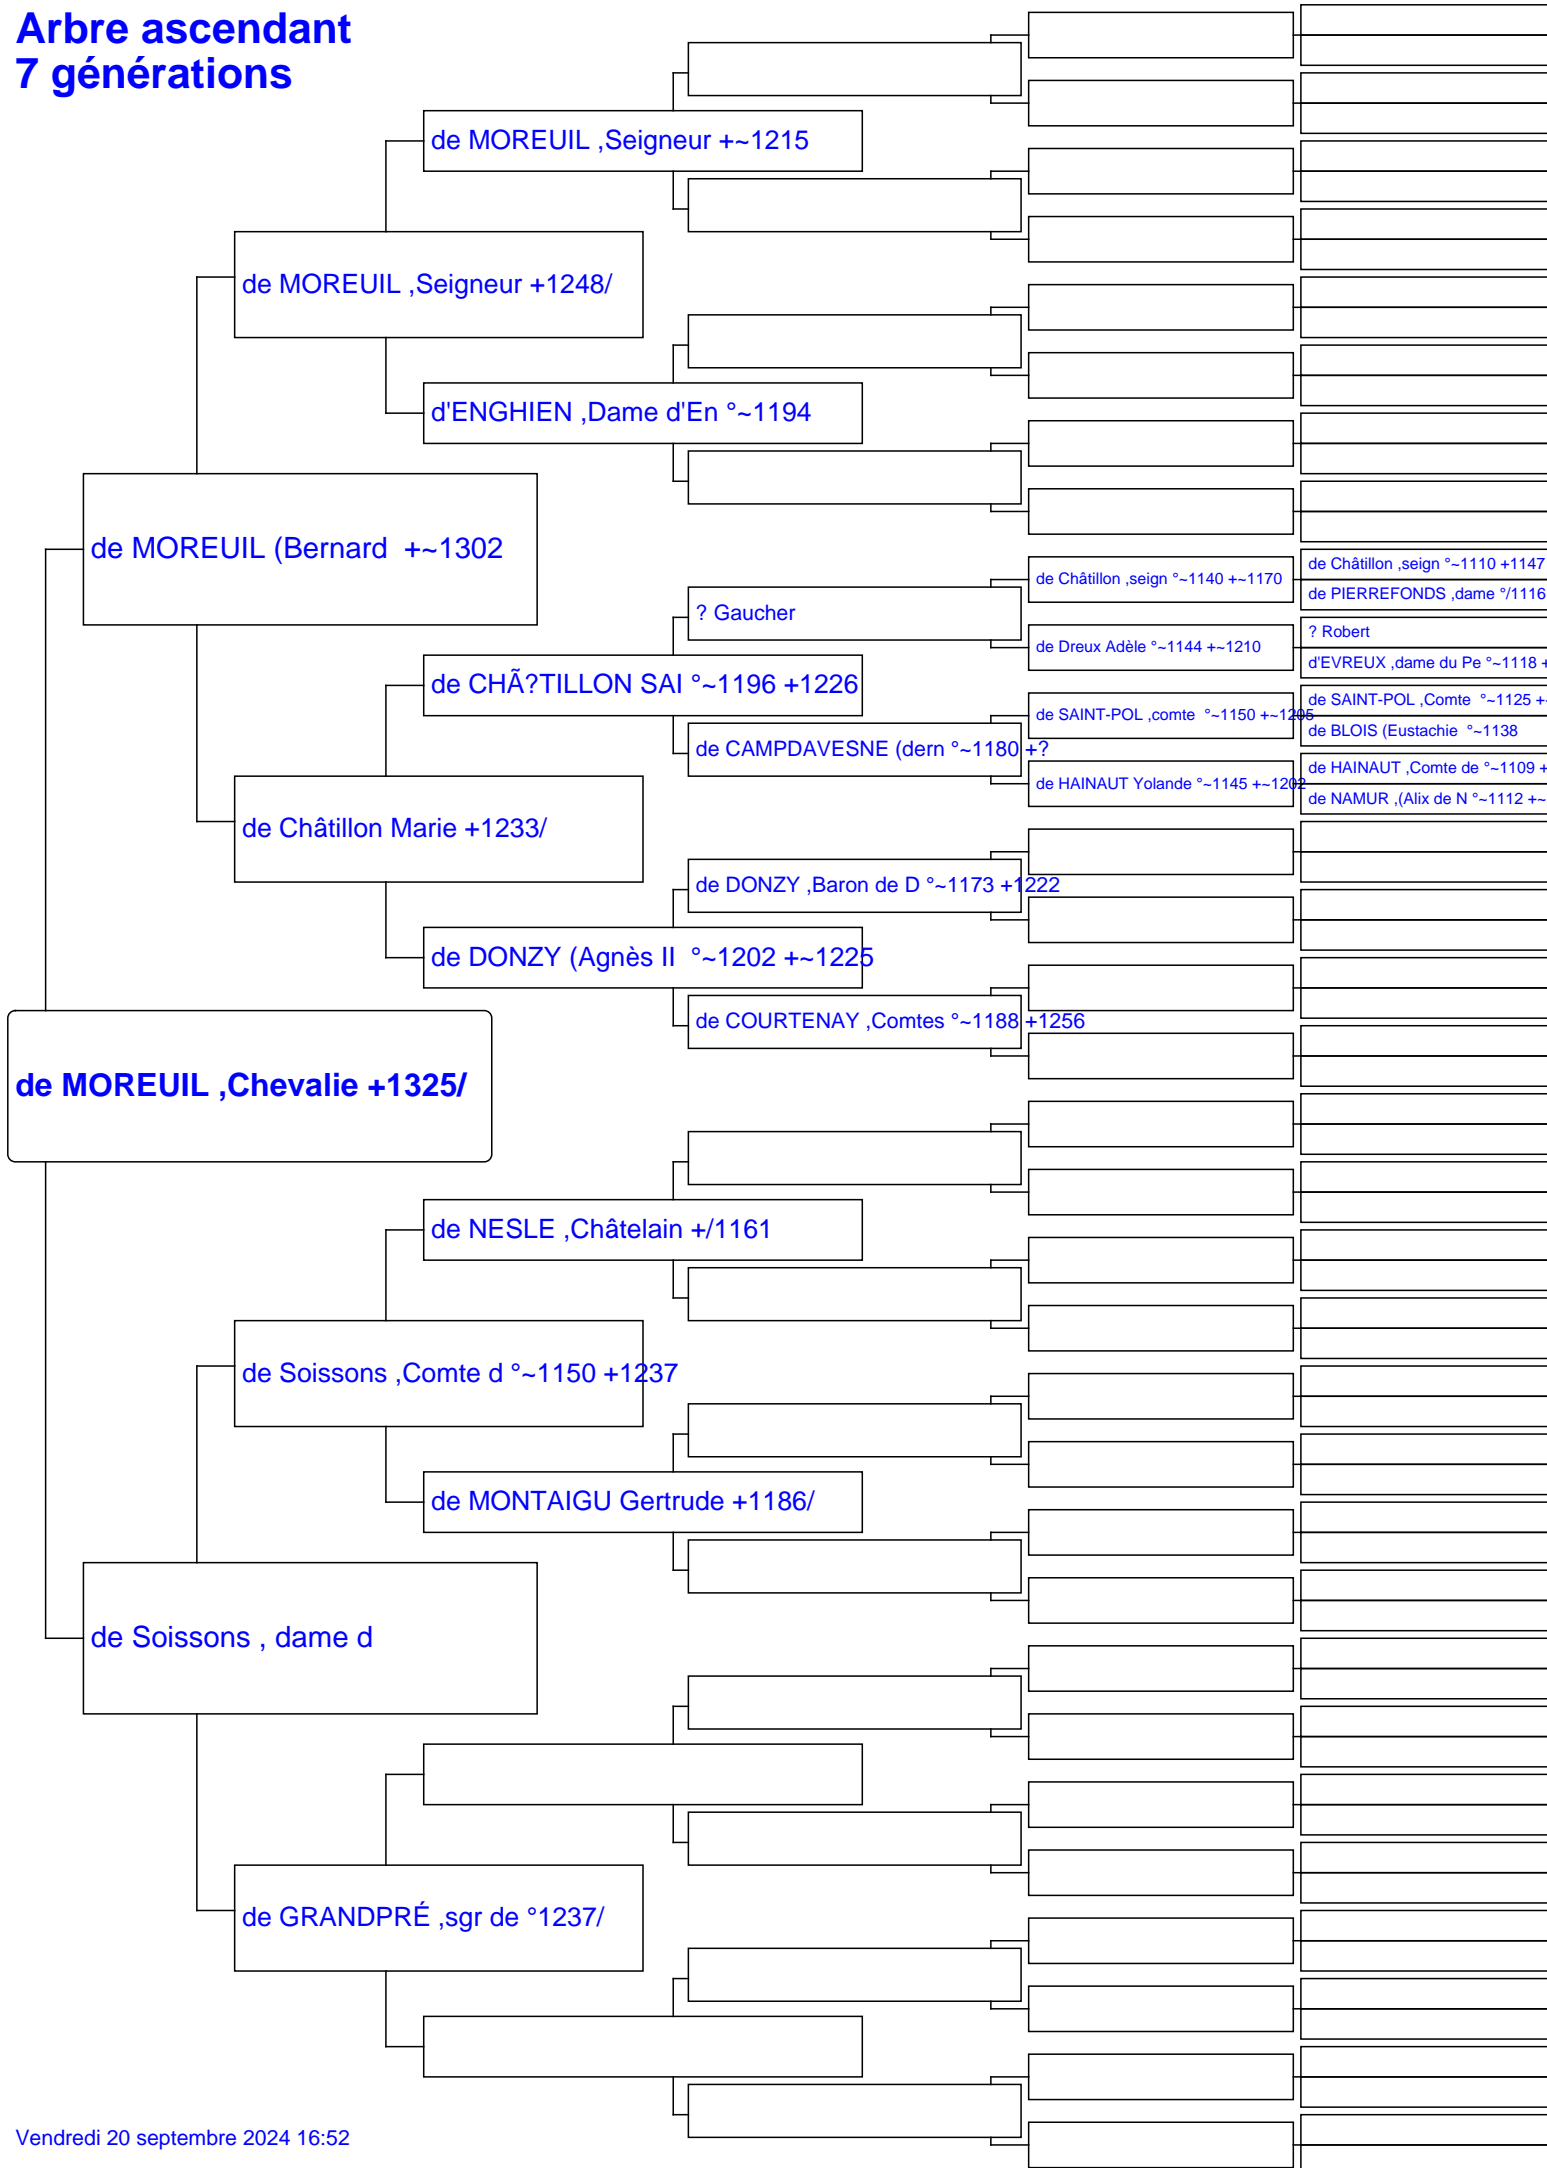 Arbre ascendant
7 générations
de MOREUIL ,Seigneur +~1215
de MOREUIL ,Seigneur +1248/
d'ENGHIEN ,Dame d'En °~1194
de MOREUIL (Bernard  +~1302
de Châtillon ,seign °~1140 +~1170
de Châtillon ,seign °~1110 +1147
de PIERREFONDS ,dame °/1116
? Gaucher
de Dreux Adèle °~1144 +~1210
? Robert
d'EVREUX ,dame du Pe °~1118 +
de CHÃ?TILLON SAI °~1196 +1226
de SAINT-POL ,comte  °~1150 +~1205
de SAINT-POL ,Comte  °~1125 +~
de BLOIS (Eustachie  °~1138
de CAMPDAVESNE (dern °~1180 +?
de HAINAUT Yolande °~1145 +~1202
de HAINAUT ,Comte de °~1109 +
de NAMUR ,(Alix de N °~1112 +~
de Châtillon Marie +1233/
de DONZY ,Baron de D °~1173 +1222
de DONZY (Agnès II  °~1202 +~1225
de COURTENAY ,Comtes °~1188 +1256
de MOREUIL ,Chevalie +1325/
de NESLE ,Châtelain +/1161
de Soissons ,Comte d °~1150 +1237
de MONTAIGU Gertrude +1186/
de Soissons , dame d
de GRANDPRÉ ,sgr de °1237/
Vendredi 20 septembre 2024 16:52